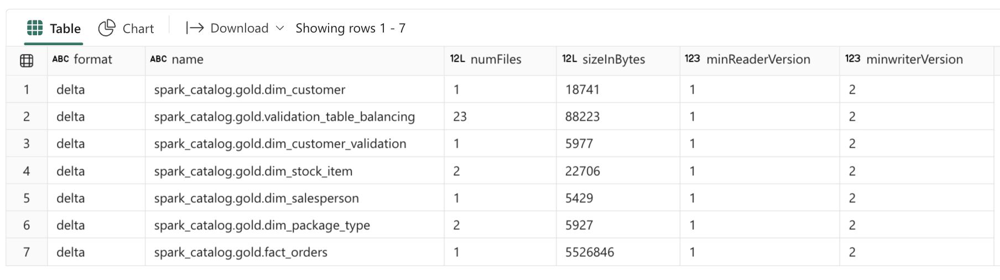 Table Chart Download Showing rows 1 - 7
ABC format ABC name 12L numFiles 12L sizeInBytes 123 minReaderVersion 123 minwriterVersion
1 delta spark_catalog.gold.dim_customer 1 18741 1 2
2 delta spark_catalog.gold.validation_table_balancing 23 88223 1 2
3 delta spark_catalog.gold.dim_customer_validation 1 5977 1 2
4 delta spark_catalog.gold.dim_stock_item 2 22706 1 2
5 delta spark_catalog.gold.dim_salesperson 1 5429 1 2
6 delta spark_catalog.gold.dim_package_type 2 5927 1 2
7 delta spark_catalog.gold.fact_orders 1 5526846 1 2